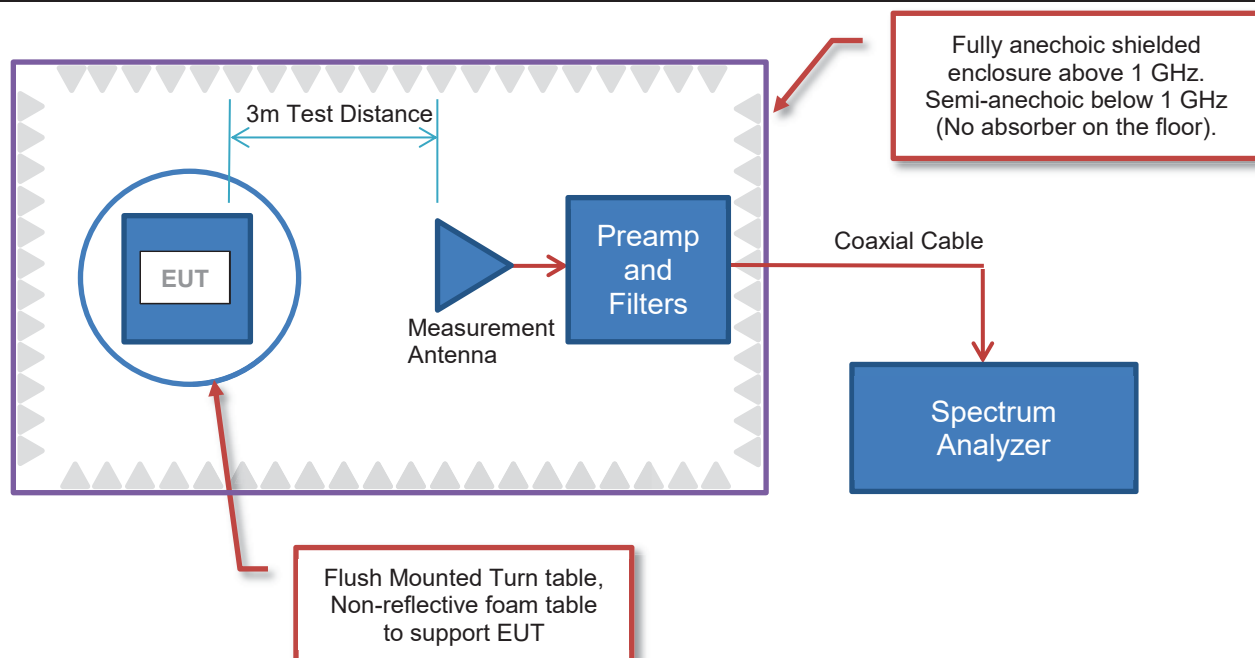 Fully anechoic shielded
enclosure above 1 GHz.
Semi-anechoic below 1 GHz
(No absorber on the floor).
3m Test Distance
EUT
Measurement
Antenna
Preamp
and
Filters
Coaxial Cable
Spectrum
Analyzer
Flush Mounted Turn table,
Non-reflective foam table
to support EUT